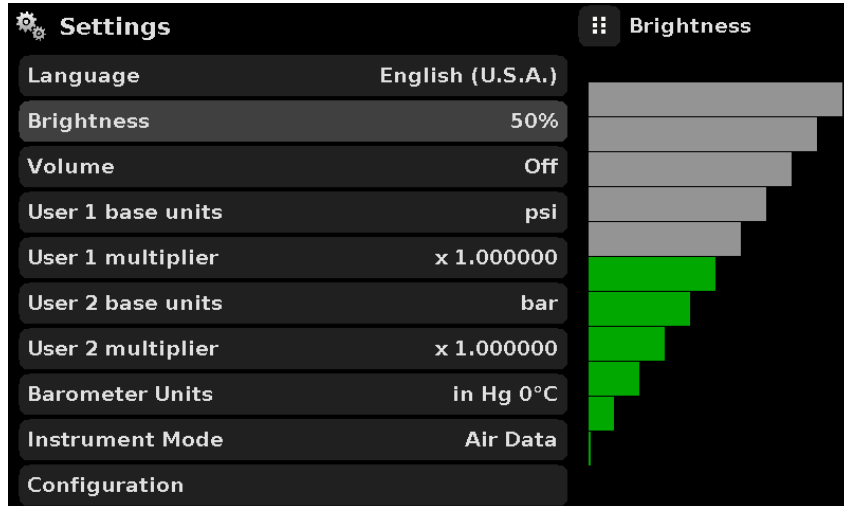 Settings
Language English (U.S.A.)
Brightness 50%
Volume Off
User 1 base units psi
User 1 multiplier x 1.000000
User 2 base units bar
User 2 multiplier x 1.000000
Barometer Units in Hg 0°C
Instrument Mode Air Data
Configuration
Brightness